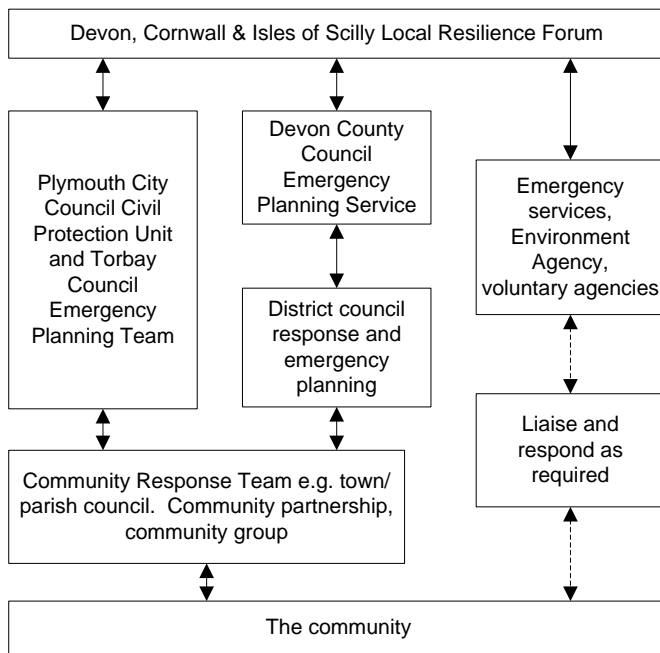 Devon, Cornwall & Isles of Scilly Local Resilience Forum
Plymouth City
Council Civil
Protection Unit
and Torbay
Council
Emergency
Planning Team
Devon County
Council
Emergency
Planning Service
Emergency
services,
Environment
Agency,
voluntary agencies
District council
response and
emergency
planning
Liaise and
respond as
required
Community Response Team e.g. town/
parish council. Community partnership,
community group
The community